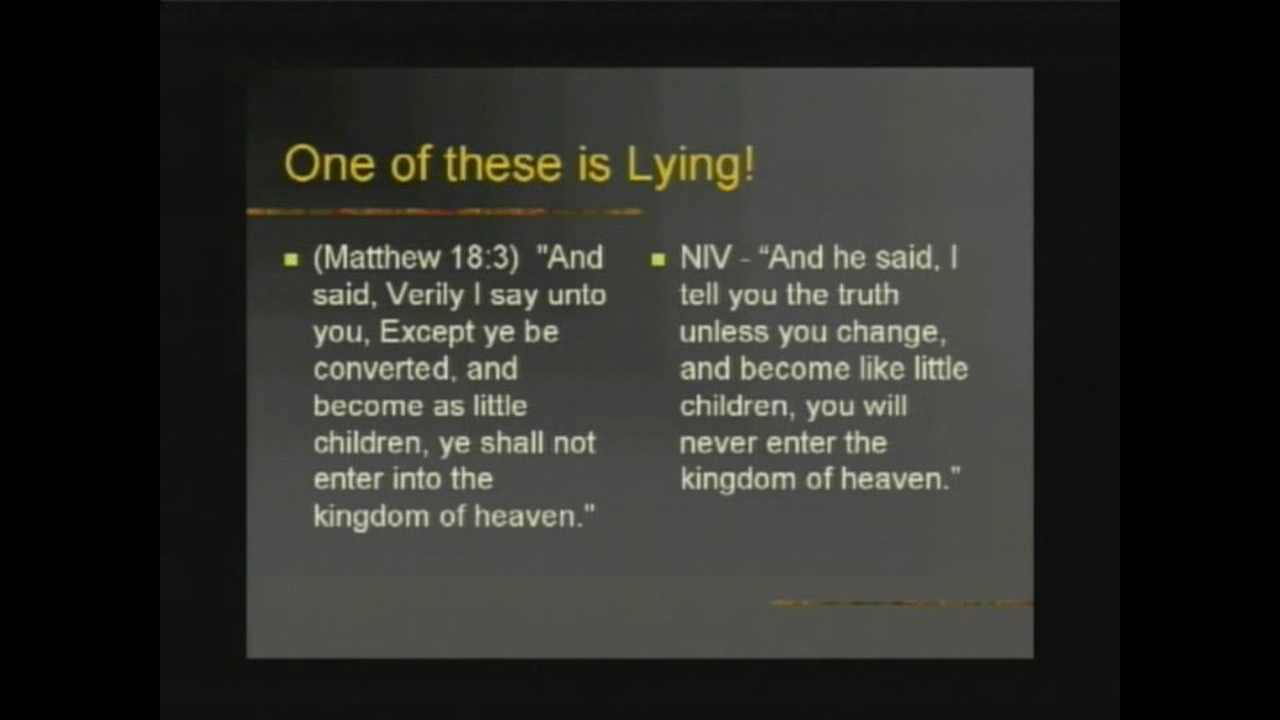 One of these is Lying!
(Matthew 18:3) "And
said, Verily I say unto
you, Except ye be
converted, and
become as little
children, ye shall not
enter into the
kingdom of heaven."
NIV - “And he said, I
tell you the truth
unless you change,
and become like little
children, you will
never enter the
kingdom of heaven.”